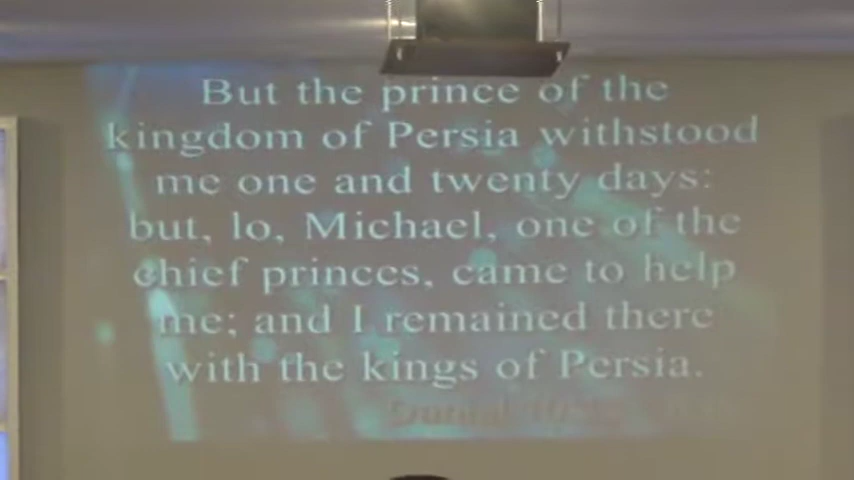 But the prince of the
kingdom of Persia withstood
me one and twenty days:
but, lo, Michael, one of the
chief princes, came to help
me; and I remained there
with the kings of Persia.